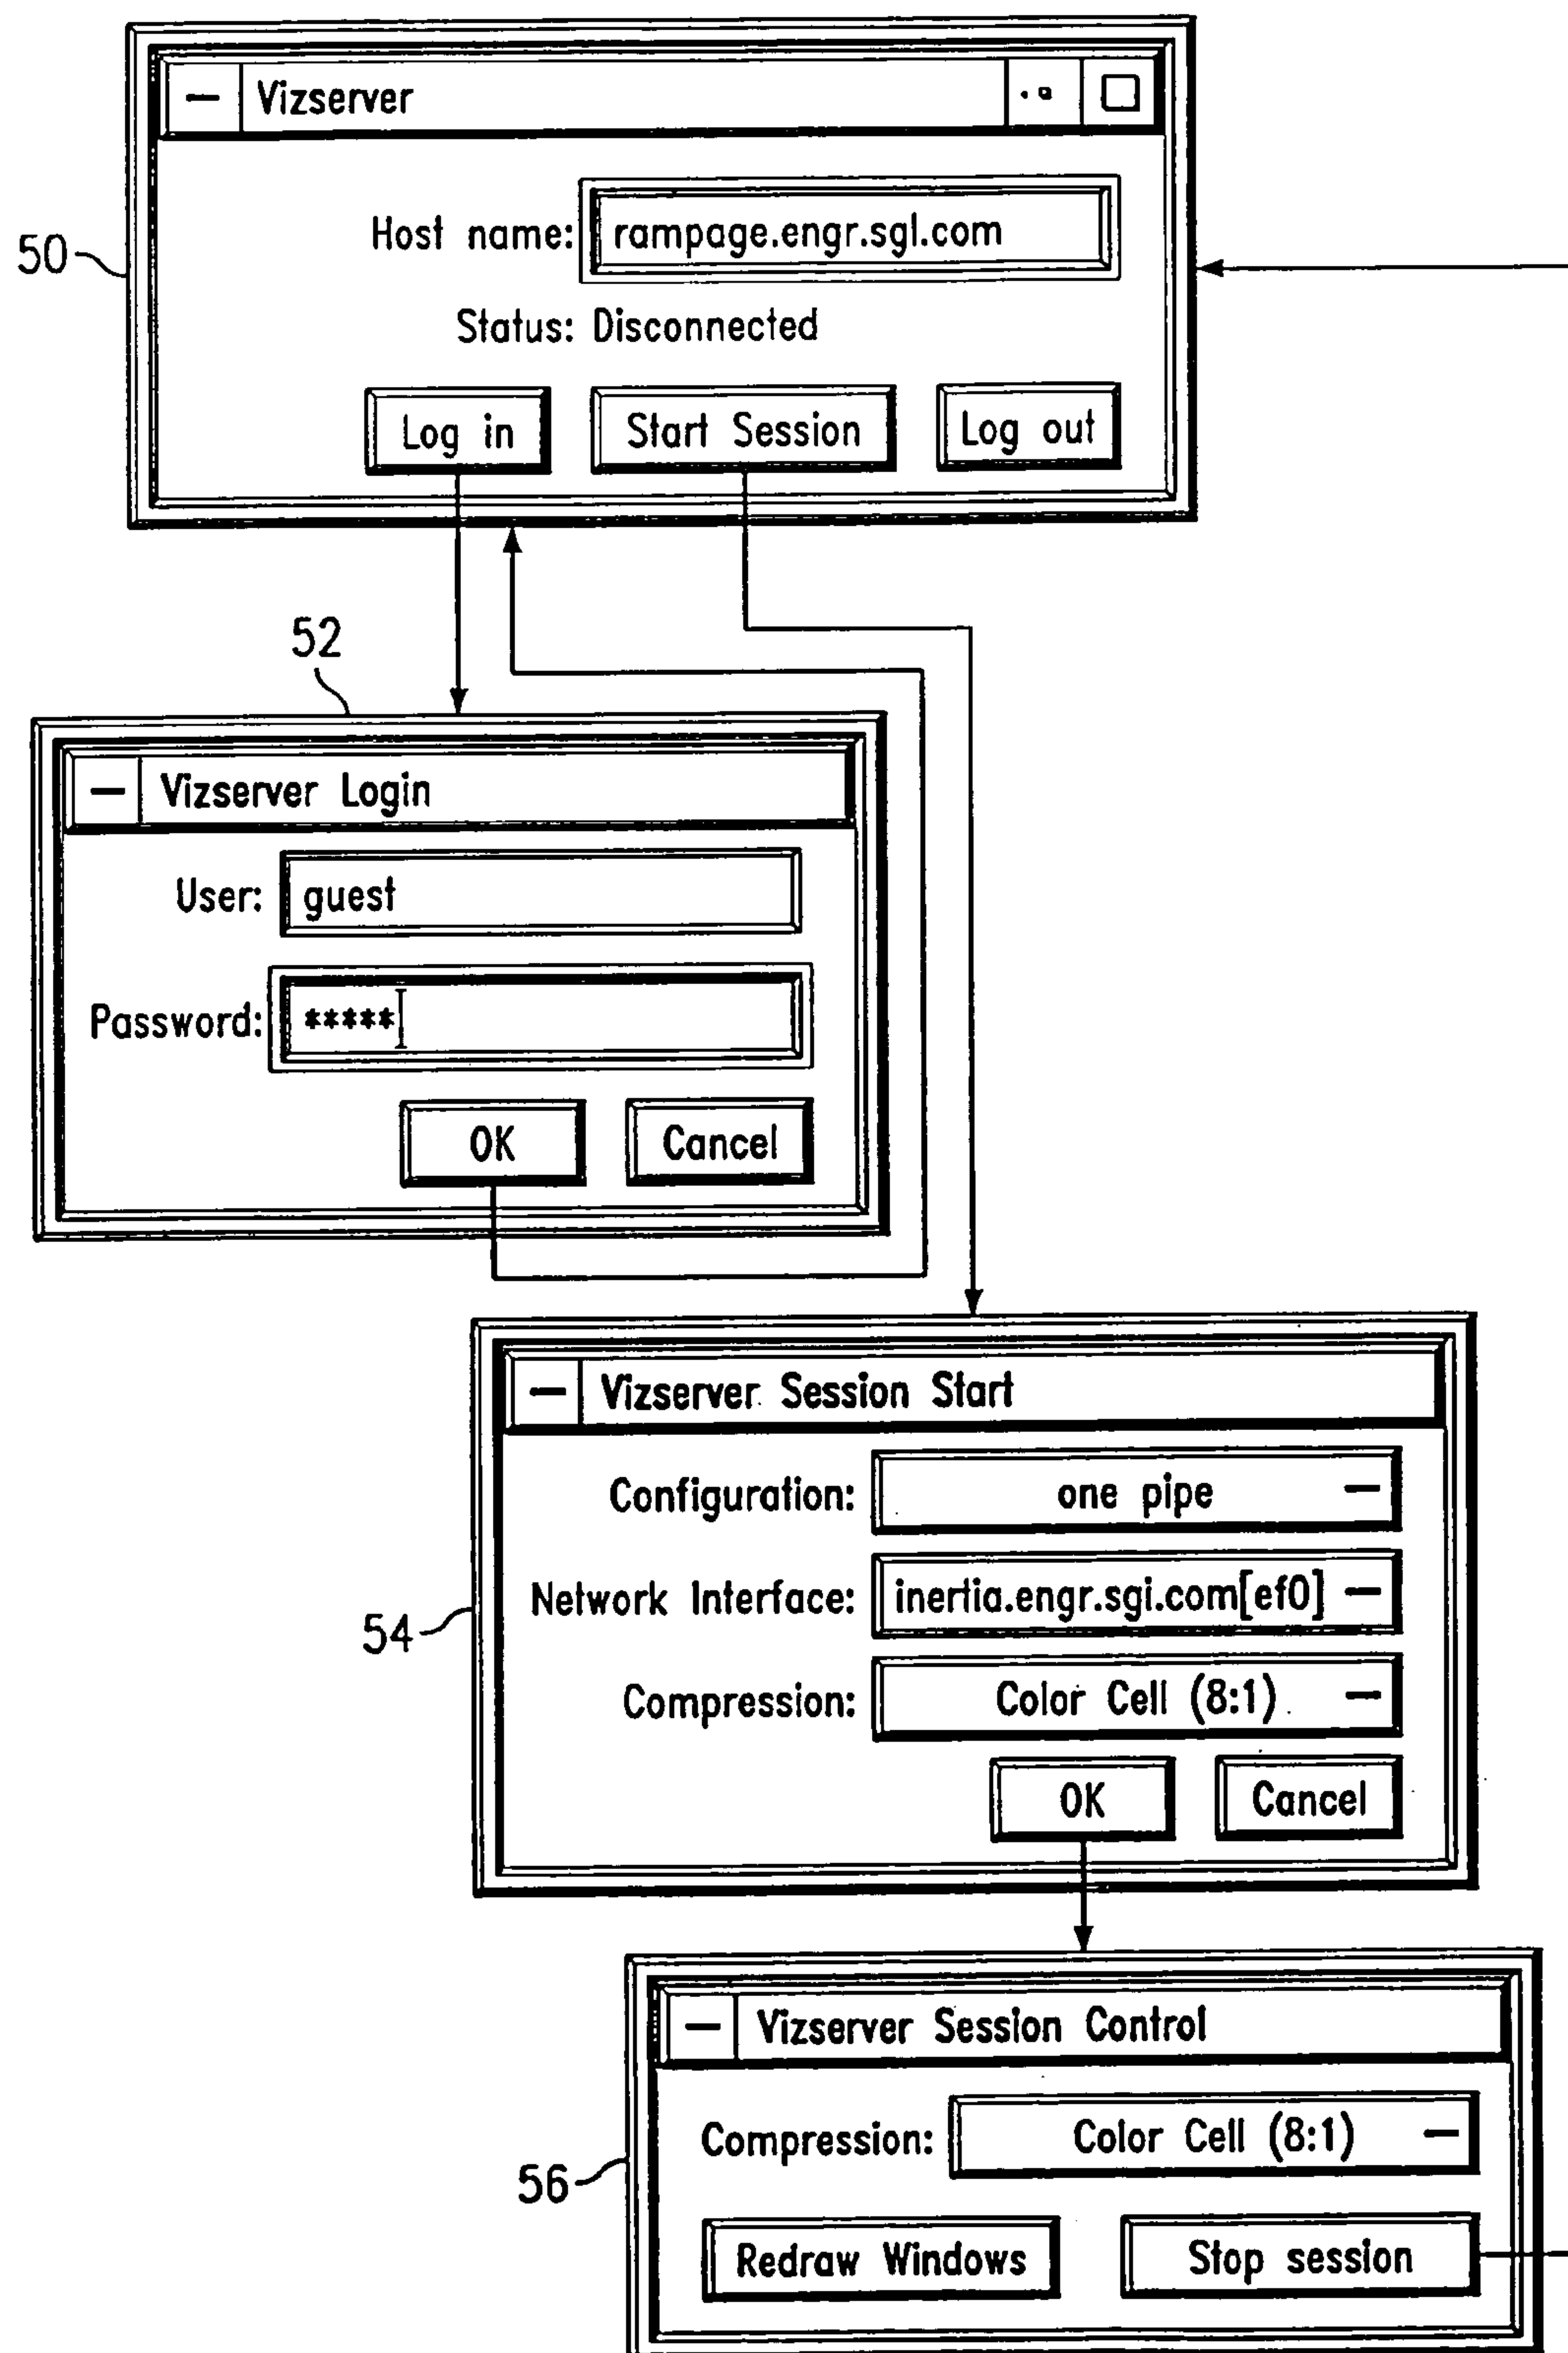 Vizserver
Host name: rampage.engr.sgl.com
50
Status: Disconnected
Log in Start Session Log out
52
Vizserver Login
User: guest
Password: *****
OK Cancel
Vizserver Session Start
Configuration: one pipe
Network Interface: inertia.engr.sgi.com[ef0]
54
Compression: Color Cell (8:1)
OK Cancel
Vizserver Session Control
Compression: Color Cell (8:1)
56
Redraw Windows Stop session